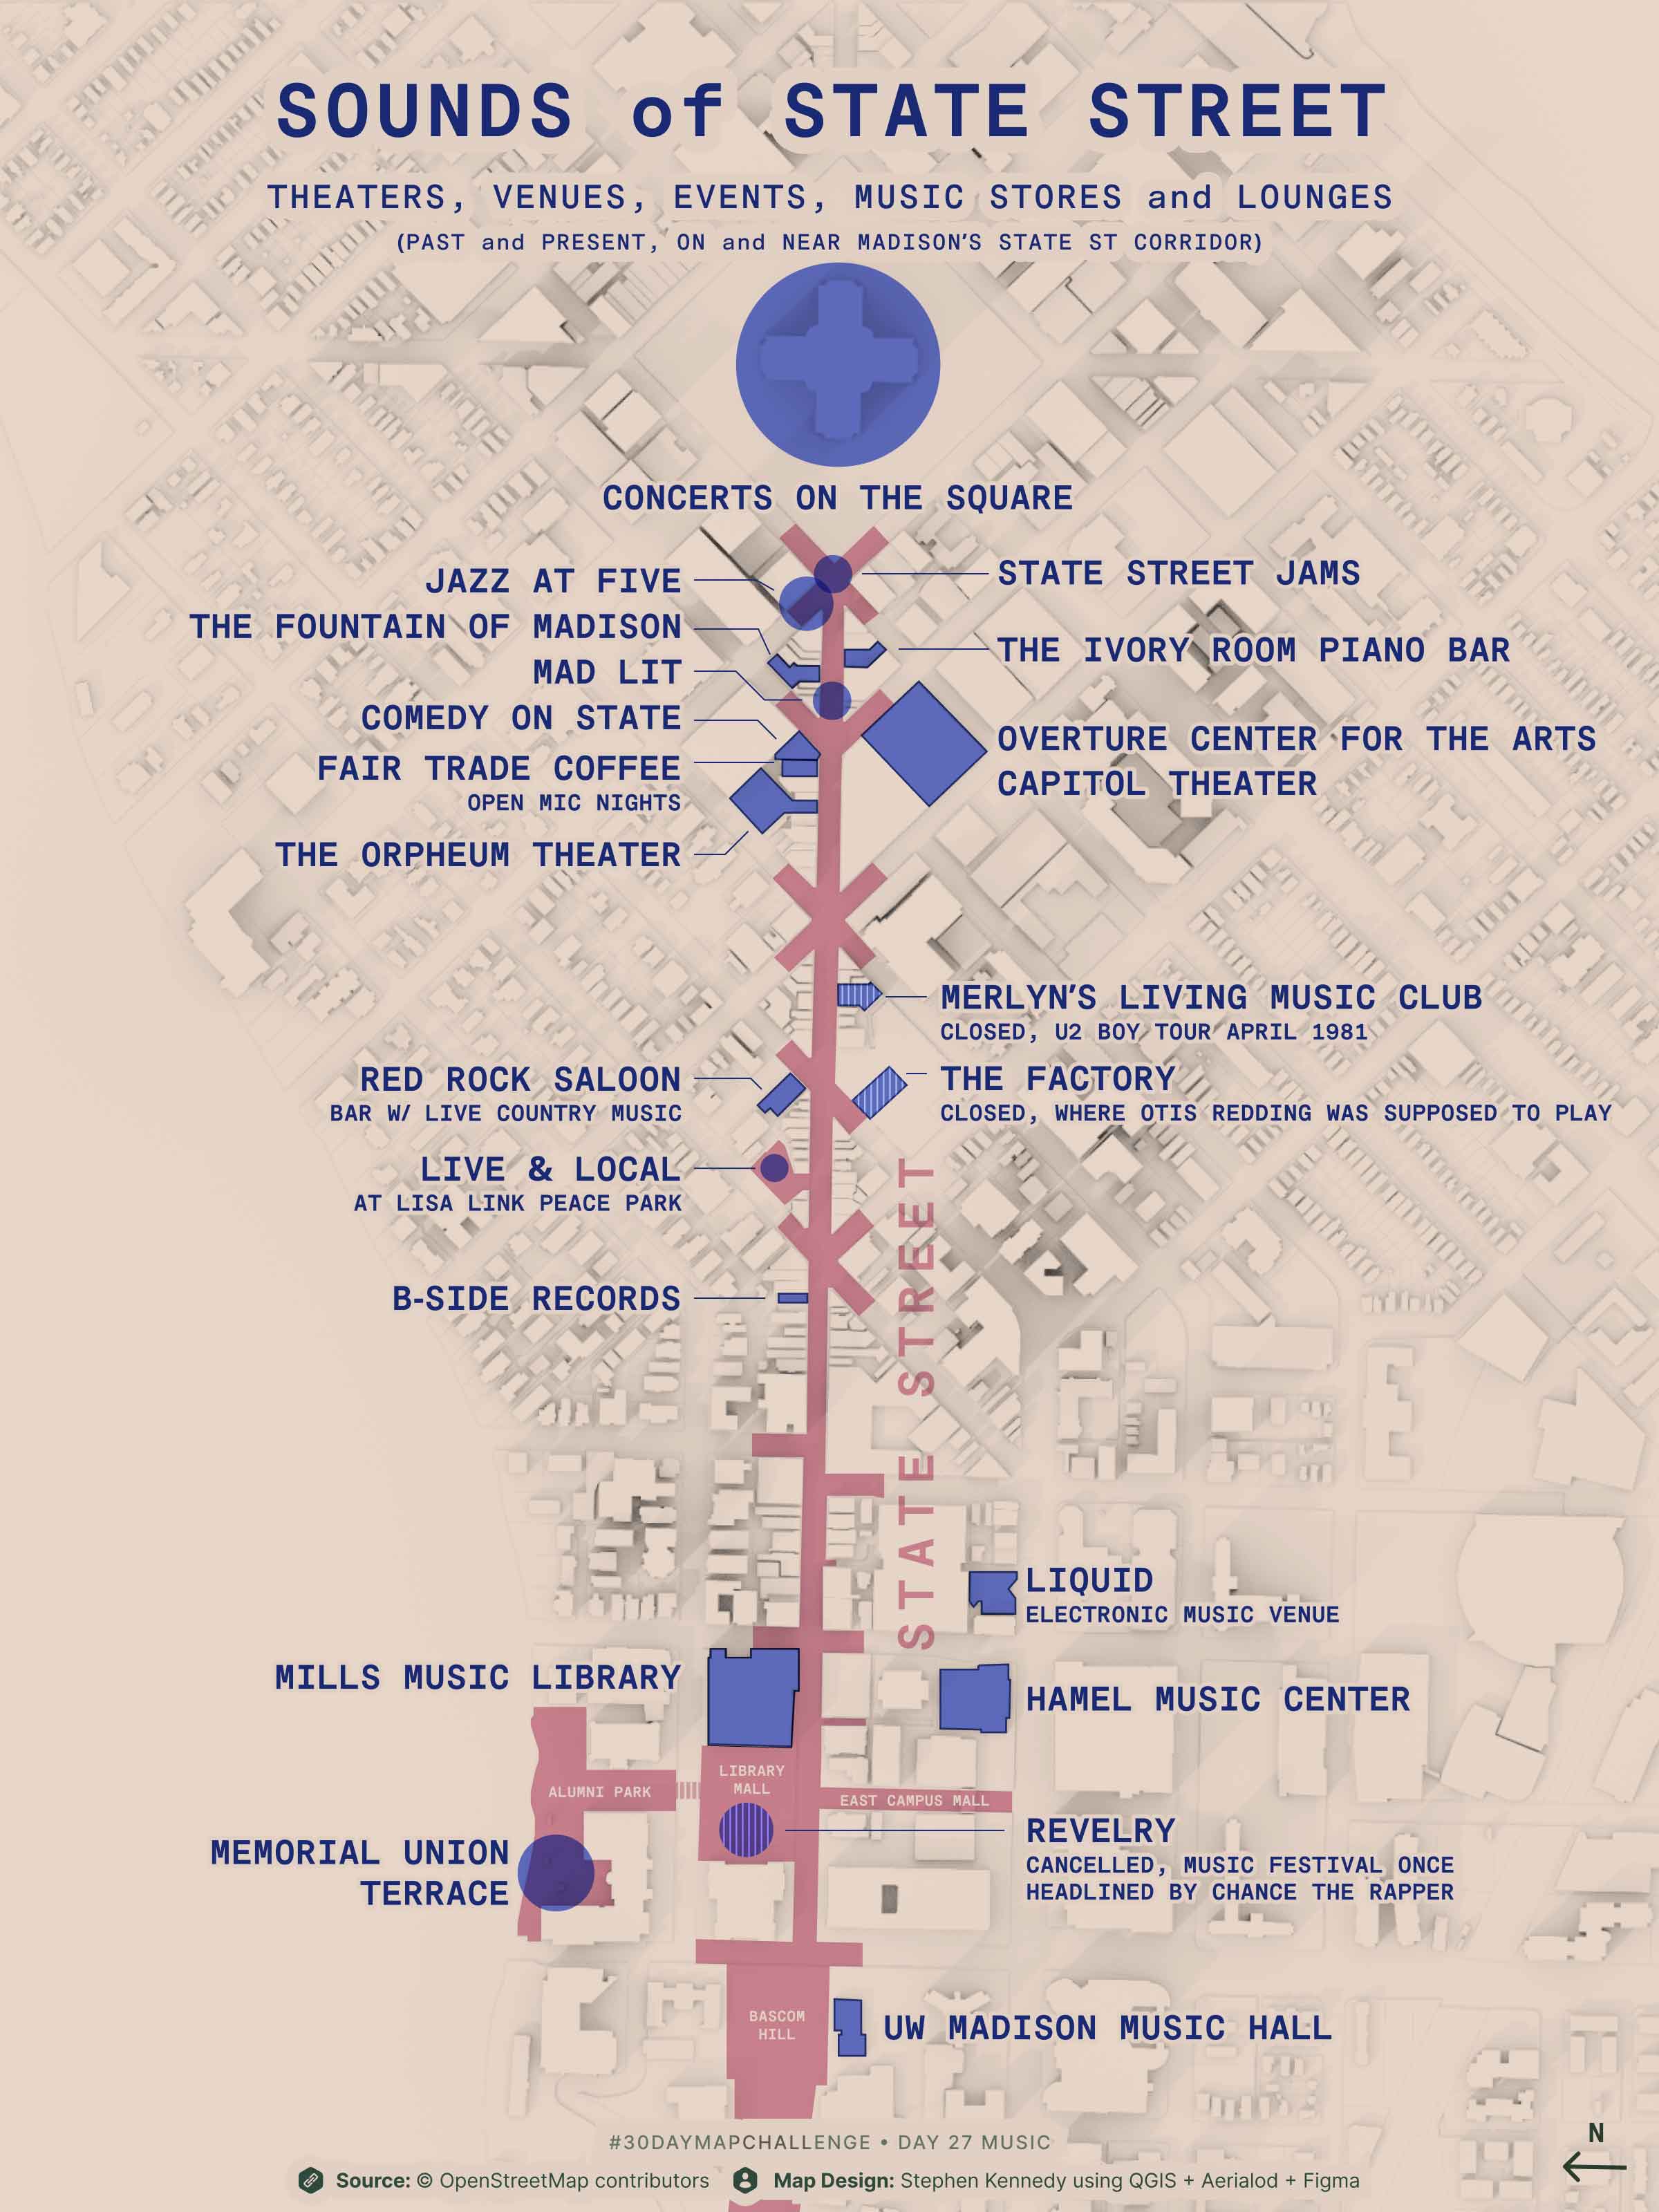 SOUNDS of STATE STREET
THEATERS, VENUES, EVENTS, MUSIC STORES and LOUNGES
(PAST and PRESENT, ON and NEAR MADISON'S STATE ST CORRIDOR)
CONCERTS ON THE SQUARE
JAZZ AT FIVE
THE FOUNTAIN OF MADISON
MAD LIT
COMEDY ON STATE
FAIR TRADE COFFEE
OPEN MIC NIGHTS
THE ORPHEUM THEATER
STATE STREET JAMS
THE IVORY ROOM PIANO BAR
OVERTURE CENTER FOR THE ARTS
CAPITOL THEATER
MERLYN'S LIVING MUSIC CLUB
CLOSED, U2 BOY TOUR APRIL 1981
RED ROCK SALOON
BAR W/ LIVE COUNTRY MUSIC
THE FACTORY
CLOSED, WHERE OTIS REDDING WAS SUPPOSED TO PLAY
LIVE & LOCAL
AT LISA LINK PEACE PARK
B-SIDE RECORDS
STATE STREET
LIQUID
ELECTRONIC MUSIC VENUE
MILLS MUSIC LIBRARY
HAMEL MUSIC CENTER
LIBRARY
MALL
ALUMNI PARK
EAST CAMPUS MALL
REVELRY
CANCELLED, MUSIC FESTIVAL ONCE
HEADLINED BY CHANCE THE RAPPER
MEMORIAL UNION
TERRACE
BASCOM
HILL
UW MADISON MUSIC HALL
#30DAYMAPCHALLENGE • DAY 27 MUSIC
Source: © OpenStreetMap contributors
Map Design: Stephen Kennedy using QGIS + Aerialod + Figma
N